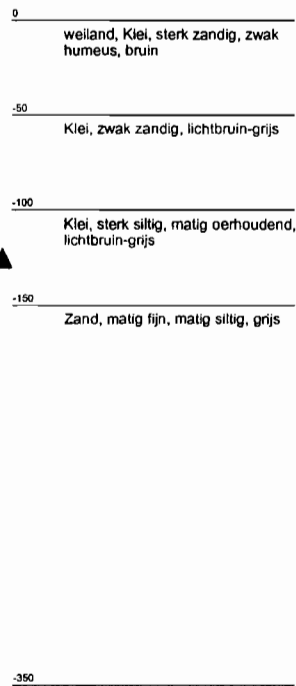 0
weiland, Klei, sterk zandig, zwak
humeus, bruin
-50
Klei, zwak zandig, lichtbruin-grijs
-100
Klei, sterk siltig, matig oerhoudend,
lichtbruin-grijs
-150
Zand, matig fijn, matig siltig, grijs
-350